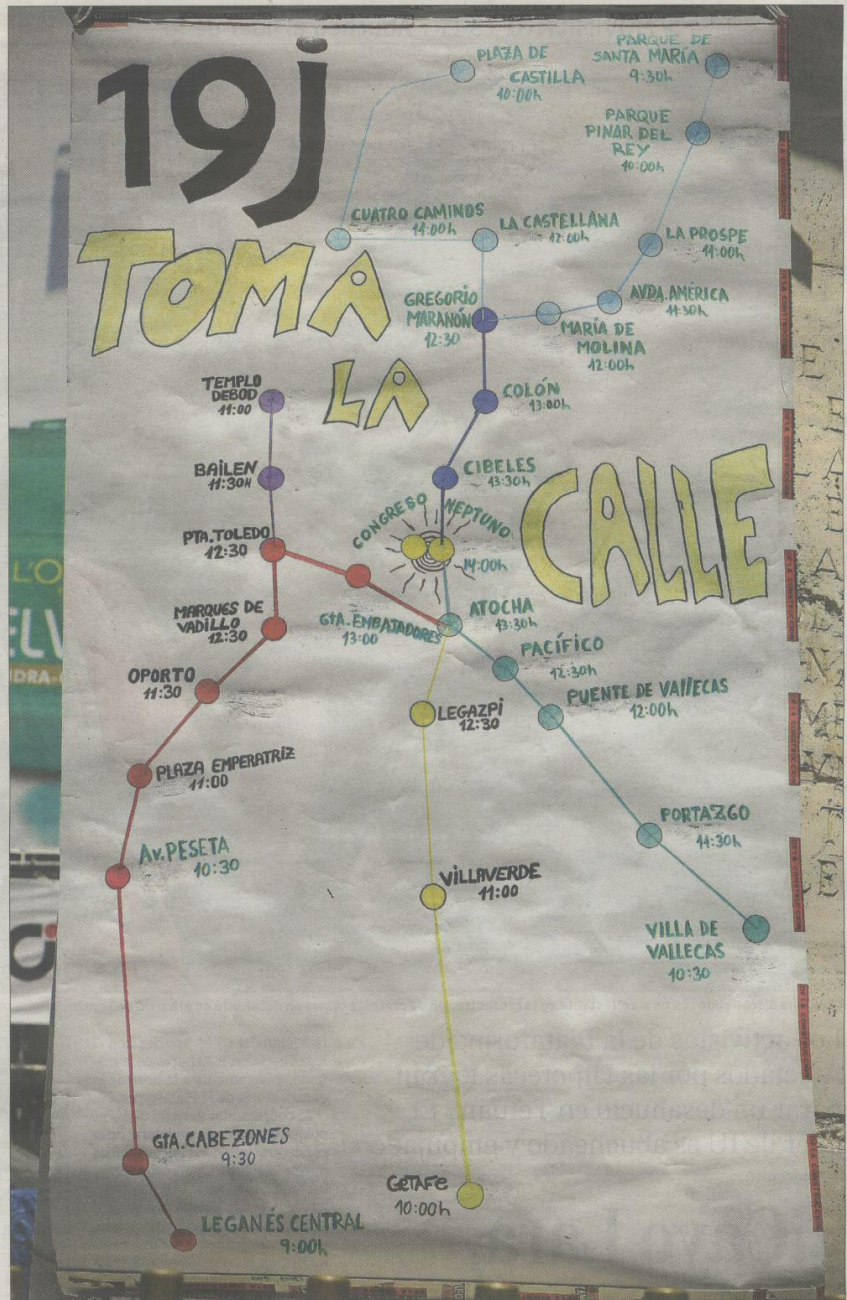 19j
TOMA
LA
CALLE
PLAZA DE
CASTILLA
10:00h
PARQUE DE
SANTA MARÍA
9:30h
PARQUE
PINAR DEL
REY
10:00h
CUATRO CAMINOS
11:00h
LA CASTELLANA
12:00h
LA PROSPE
11:00h
GREGORIO
MARANÓN
12:30
AVDA. AMÉRICA
11:30h
MARÍA DE
MOLINA
12:00h
TEMPLO
DEBOD
11:00
COLÓN
13:00h
BAILEN
11:30H
CIBELES
13:30h
CONGRESO
NEPTUNO
14:00h
PTA. TOLEDO
12:30
MARQUES DE
VADILLO
12:30
GTA. EMBAJADORES
13:00
ATOCHA
13:30h
OPORTO
11:30
PACÍFICO
12:30h
LEGAZPI
12:30
PUENTE DE VALLECAS
12:00h
PLAZA EMPERATRIZ
11:00
PORTAZGO
11:30h
Av. PESETA
10:30
VILLAVERDE
11:00
VILLA DE
VALLECAS
10:30
GTA. CABEZONES
9:30
GETAFE
10:00h
LEGANÉS CENTRAL
9:00h
L'O
ELV
DE LA CONSTRUCCIÓN